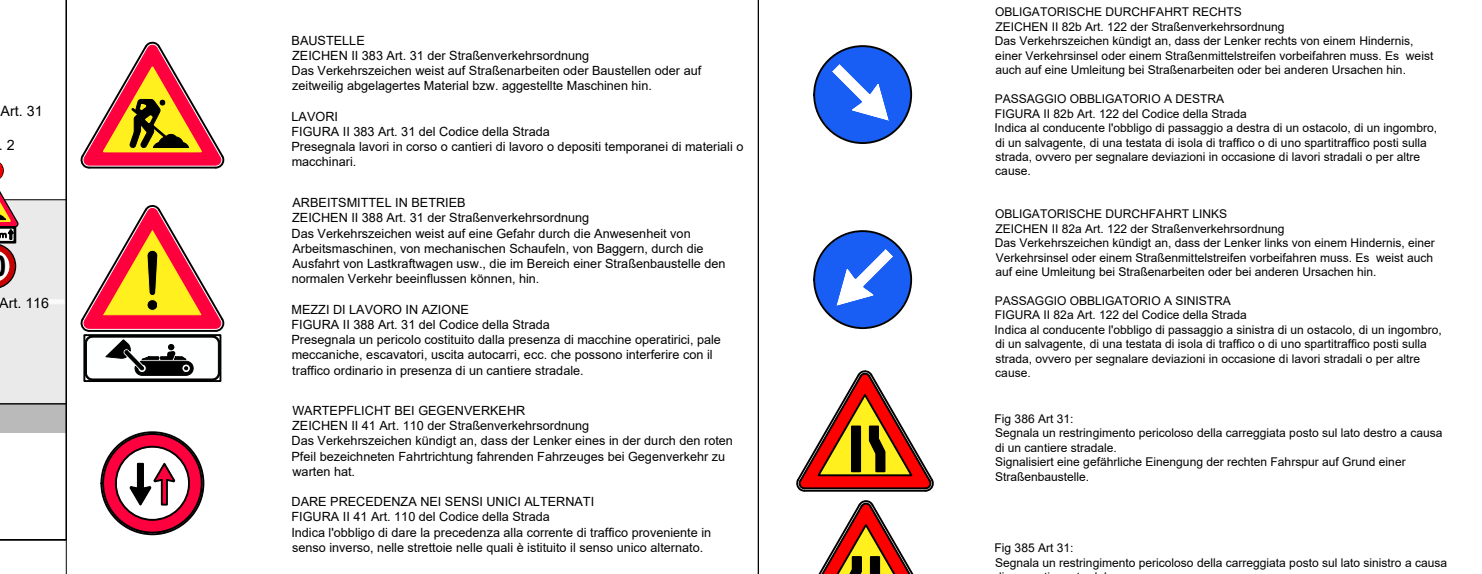 Art. 31
. 2
Art. 116
BAUSTELLE
ZEICHEN II 383 Art. 31 der Straßenverkehrsordnung
Das Verkehrszeichen weist auf Straßenarbeiten oder Baustellen oder auf
zeitweilig abgelagertes Material bzw. aggestellte Maschinen hin.
LAVORI
FIGURA II 383 Art. 31 del Codice della Strada
Presegnala lavori in corso o cantieri di lavoro o depositi temporanei di materiali o
macchinari.
ARBEITSMITTEL IN BETRIEB
ZEICHEN II 388 Art. 31 der Straßenverkehrsordnung
Das Verkehrszeichen weist auf eine Gefahr durch die Anwesenheit von
Arbeitsmaschinen, von mechanischen Schaufeln, von Baggern, durch die
Ausfahrt von Lastkraftwagen usw., die im Bereich einer Straßenbaustelle den
normalen Verkehr beeinflussen können, hin.
MEZZI DI LAVORO IN AZIONE
FIGURA II 388 Art. 31 del Codice della Strada
Presegnala un pericolo costituito dalla presenza di macchine operatirici, pale
meccaniche, escavatori, uscita autocarri, ecc. che possono interferire con il
traffico ordinario in presenza di un cantiere stradale.
WARTEPFLICHT BEI GEGENVERKEHR
ZEICHEN II 41 Art. 110 der Straßenverkehrsordnung
Das Verkehrszeichen kündigt an, dass der Lenker eines in der durch den roten
Pfeil bezeichneten Fahrtrichtung fahrenden Fahrzeuges bei Gegenverkehr zu
warten hat.
DARE PRECEDENZA NEI SENSI UNICI ALTERNATI
FIGURA II 41 Art. 110 del Codice della Strada
Indica l'obbligo di dare la precedenza alla corrente di traffico proveniente in
senso inverso, nelle strettoie nelle quali è istituito il senso unico alternato.
OBLIGATORISCHE DURCHFAHRT RECHTS
ZEICHEN II 82b Art. 122 der Straßenverkehrsordnung
Das Verkehrszeichen kündigt an, dass der Lenker rechts von einem Hindernis,
einer Verkehrsinsel oder einem Straßenmittelstreifen vorbeifahren muss. Es weist
auch auf eine Umleitung bei Straßenarbeiten oder bei anderen Ursachen hin.
PASSAGGIO OBBLIGATORIO A DESTRA
FIGURA II 82b Art. 122 del Codice della Strada
Indica al conducente l'obbligo di passaggio a destra di un ostacolo, di un ingombro,
di un salvagente, di una testata di isola di traffico o di uno spartitraffico posti sulla
strada, ovvero per segnalare deviazioni in occasione di lavori stradali o per altre
cause.
OBLIGATORISCHE DURCHFAHRT LINKS
ZEICHEN II 82a Art. 122 der Straßenverkehrsordnung
Das Verkehrszeichen kündigt an, dass der Lenker links von einem Hindernis, einer
Verkehrsinsel oder einem Straßenmittelstreifen vorbeifahren muss. Es weist auch
auf eine Umleitung bei Straßenarbeiten oder bei anderen Ursachen hin.
PASSAGGIO OBBLIGATORIO A SINISTRA
FIGURA II 82a Art. 122 del Codice della Strada
Indica al conducente l'obbligo di passaggio a sinistra di un ostacolo, di un ingombro,
di un salvagente, di una testata di isola di traffico o di uno spartitraffico posti sulla
strada, ovvero per segnalare deviazioni in occasione di lavori stradali o per altre
cause.
Fig 386 Art 31:
Segnala un restringimento pericoloso della carreggiata posto sul lato destro a causa
di un cantiere stradale.
Signalisiert eine gefährliche Einengung der rechten Fahrspur auf Grund einer
Straßenbaustelle.
Fig 385 Art 31:
Segnala un restringimento pericoloso della carreggiata posto sul lato sinistro a causa